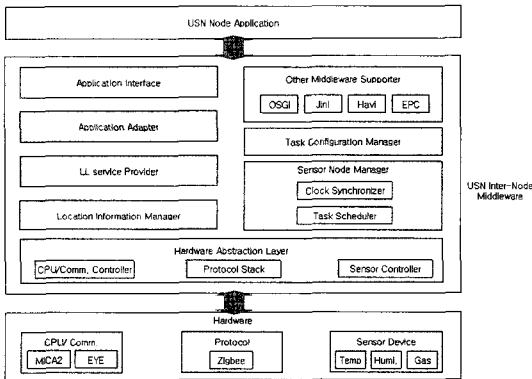 USN Node Application
Application Interface
Application Adapter
LL service Provider
Location Information Manager
Other Middleware Supporter
OSGI
Jini
Havi
EPC
Task Configuration Manager
Sensor Node Manager
Clock Synchronizer
Task Scheduler
USN Inter-Node
Middleware
Hardware Abstraction Layer
CPU/Comm. Controller
Protocol Stack
Sensor Controller
Hardware
CPU/ Comm.
MICA2
EYE
Protocol
Zigbee
Sensor Device
Temp
Humi.
Gas